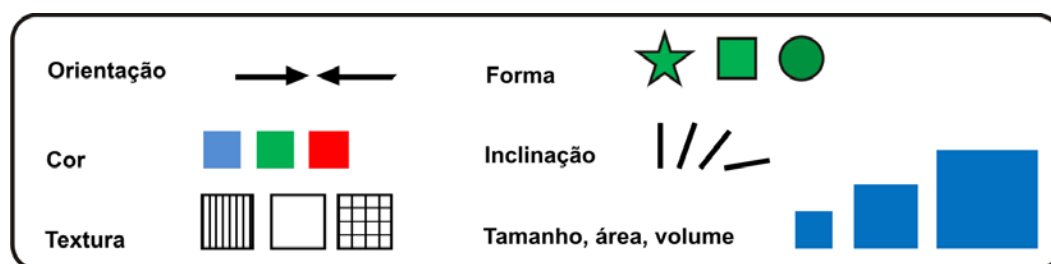 Orientação
Forma
Cor
Inclinação
Textura
Tamanho, área, volume